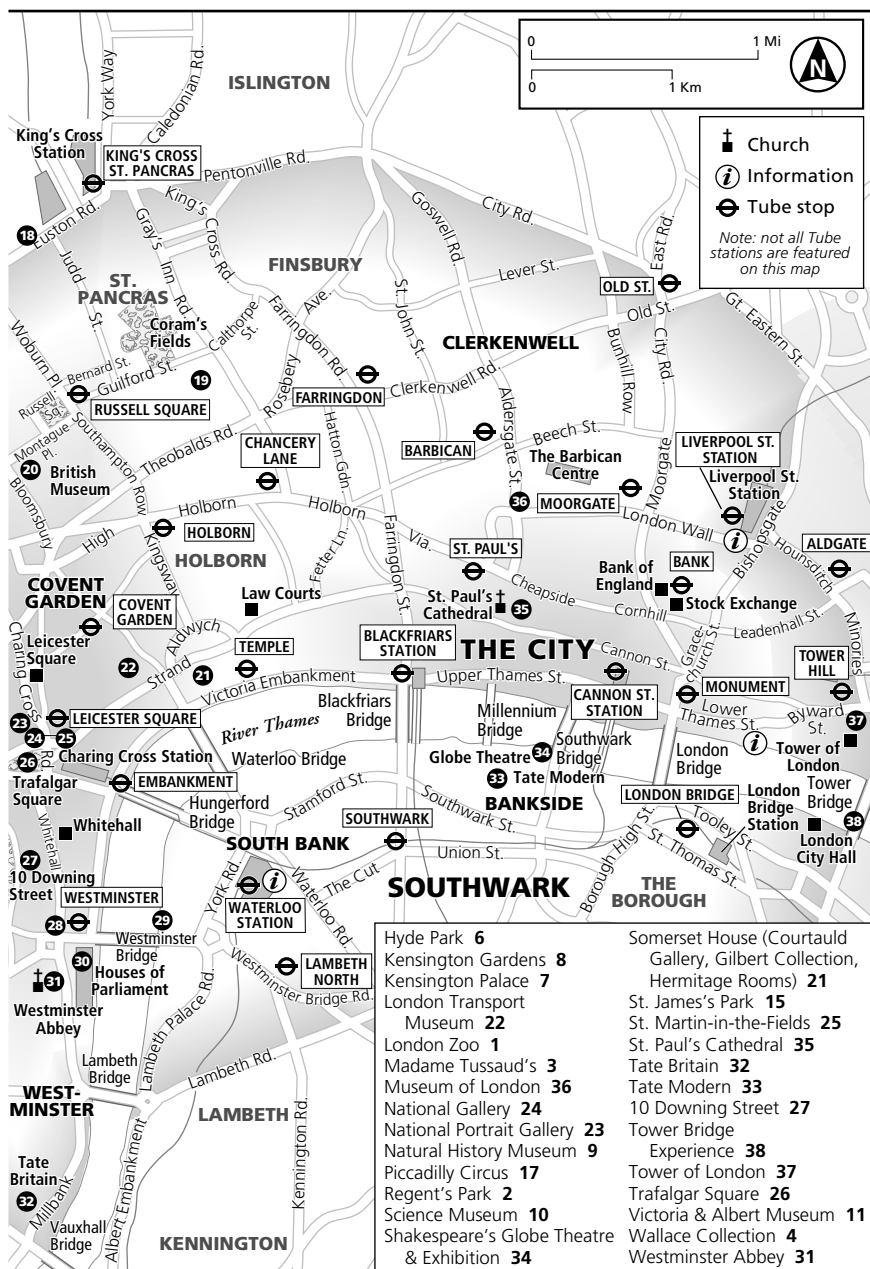 0 1 Mi
0 1 Km
N
Church
Information
Tube stop
Note: not all Tube
stations are featured
on this map
ISLINGTON
York Way
Caledonian Rd.
King's Cross
Station
KING'S CROSS
ST. PANCRAS
Pentonville Rd.
18
Euston Rd.
King's Cross Rd.
Gray's Inn Rd.
Judd St.
Goswell Rd.
City Rd.
East Rd.
FINSBURY
Lever St.
OLD ST.
ST.
PANCRAS
Ave.
St. John St.
Old St.
Gt. Eastern St.
Coram's
Fields
Calthorpe
St.
Farringdon Rd.
CLERKENWELL
Bunhill Row
City Rd.
Woburn Pl.
Bernard St.
Guilford St.
19
Rosebery
FARRINGDON
Clerkenwell Rd.
Russell
Sq.
RUSSELL SQUARE
Aldersgate St.
Montague
Pl.
Southampton Row
Theobalds Rd.
CHANCERY
LANE
Hatton Gdn.
BARBICAN
Beech St.
LIVERPOOL ST.
STATION
20
British
Museum
The Barbican
Centre
Moorgate
Liverpool St.
Station
Bloomsbury
36
MOORGATE
High
Holborn
Holborn
Via.
London Wall
HOLBORN
Kingsway
HOLBORN
Fetter Ln.
Farringdon St.
ST. PAUL'S
Bishopsgate
Hounsditch
ALDGATE
Bank of
England
BANK
COVENT
GARDEN
COVENT
GARDEN
Law Courts
St. Paul's
Cathedral
35
Cheapside
Cornhill
Stock Exchange
Leadenhall St.
Charing Cross
Rd.
Leicester
Square
Aldwych
TEMPLE
BLACKFRIARS
STATION
THE CITY
Cannon St.
Grace-
church St.
Minories
TOWER
HILL
22
Strand
21
Victoria Embankment
Upper Thames St.
CANNON ST.
STATION
MONUMENT
23
LEICESTER SQUARE
River Thames
Blackfriars
Bridge
Millennium
Bridge
Lower
Thames St.
Byward
St.
37
24
25
Charing Cross Station
Waterloo Bridge
Globe Theatre
34
Southwark
Bridge
London
Bridge
Tower of
London
26
Trafalgar
Square
EMBANKMENT
33
Tate Modern
Tower
Bridge
Hungerford
Bridge
Stamford St.
BANKSIDE
LONDON BRIDGE
London
Bridge
Station
38
Whitehall
Whitehall
SOUTHWARK
Southwark St.
Tooley St.
London
City Hall
SOUTH BANK
Union St.
St. Thomas St.
27
10 Downing
Street
York Rd.
The Cut
SOUTHWARK
Borough High St.
THE
BOROUGH
WESTMINSTER
WATERLOO
STATION
Waterloo Rd.
28
29
Westminster
Bridge
30
Houses of
Parliament
31
Westminster
Abbey
LAMBETH
NORTH
Westminster Bridge Rd.
Lambeth Palace Rd.
Lambeth
Bridge
Lambeth Rd.
WEST-
MINSTER
LAMBETH
Kennington Rd.
Tate
Britain
32
Millbank
Albert Embankment
Vauxhall
Bridge
KENNINGTON
Hyde Park 6
Kensington Gardens 8
Kensington Palace 7
London Transport
Museum 22
London Zoo 1
Madame Tussaud's 3
Museum of London 36
National Gallery 24
National Portrait Gallery 23
Natural History Museum 9
Piccadilly Circus 17
Regent's Park 2
Science Museum 10
Shakespeare's Globe Theatre
& Exhibition 34
Somerset House (Courtauld
Gallery, Gilbert Collection,
Hermitage Rooms) 21
St. James's Park 15
St. Martin-in-the-Fields 25
St. Paul's Cathedral 35
Tate Britain 32
Tate Modern 33
10 Downing Street 27
Tower Bridge
Experience 38
Tower of London 37
Trafalgar Square 26
Victoria & Albert Museum 11
Wallace Collection 4
Westminster Abbey 31